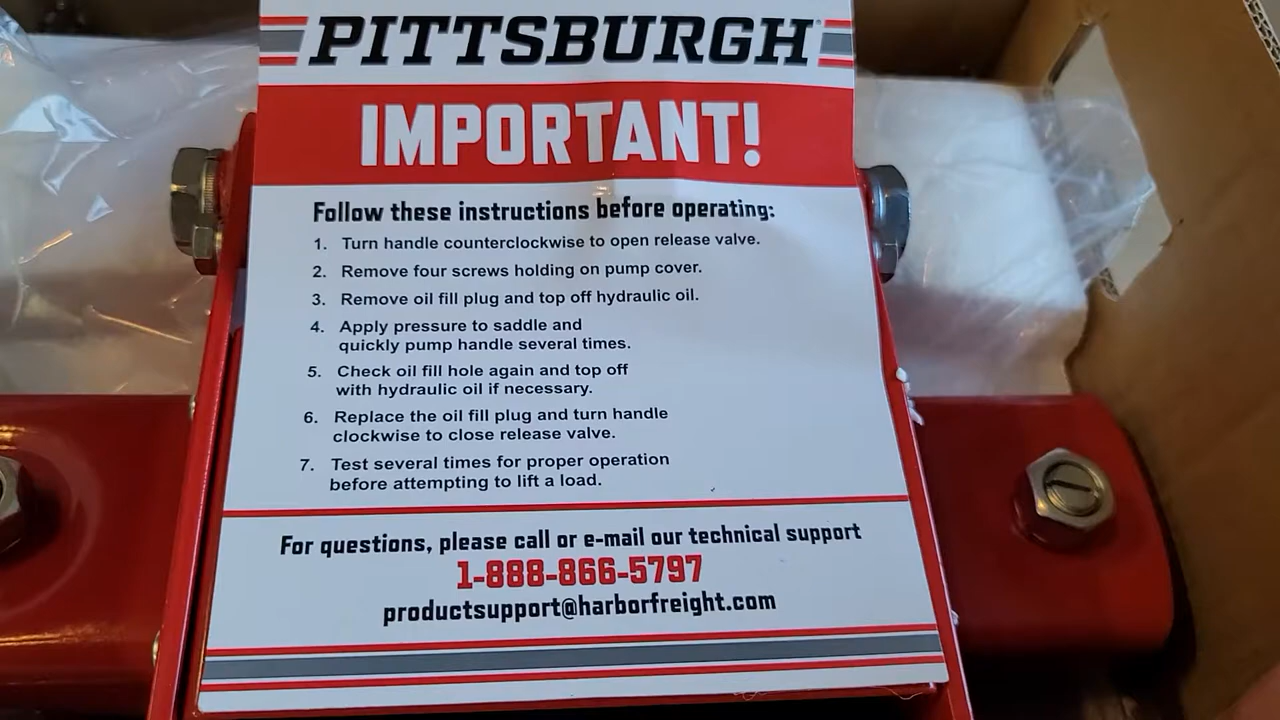 PITTSBURGH
IMPORTANT!
Follow these instructions before operating:
1. Turn handle counterclockwise to open release valve.
2. Remove four screws holding on pump cover.
3. Remove oil fill plug and top off hydraulic oil.
4. Apply pressure to saddle and
quickly pump handle several times.
5. Check oil fill hole again and top off
with hydraulic oil if necessary.
6. Replace the oil fill plug and turn handle
clockwise to close release valve.
7. Test several times for proper operation
before attempting to lift a load.
For questions, please call or e-mail our technical support
1-888-866-5797
productsupport@harborfreight.com